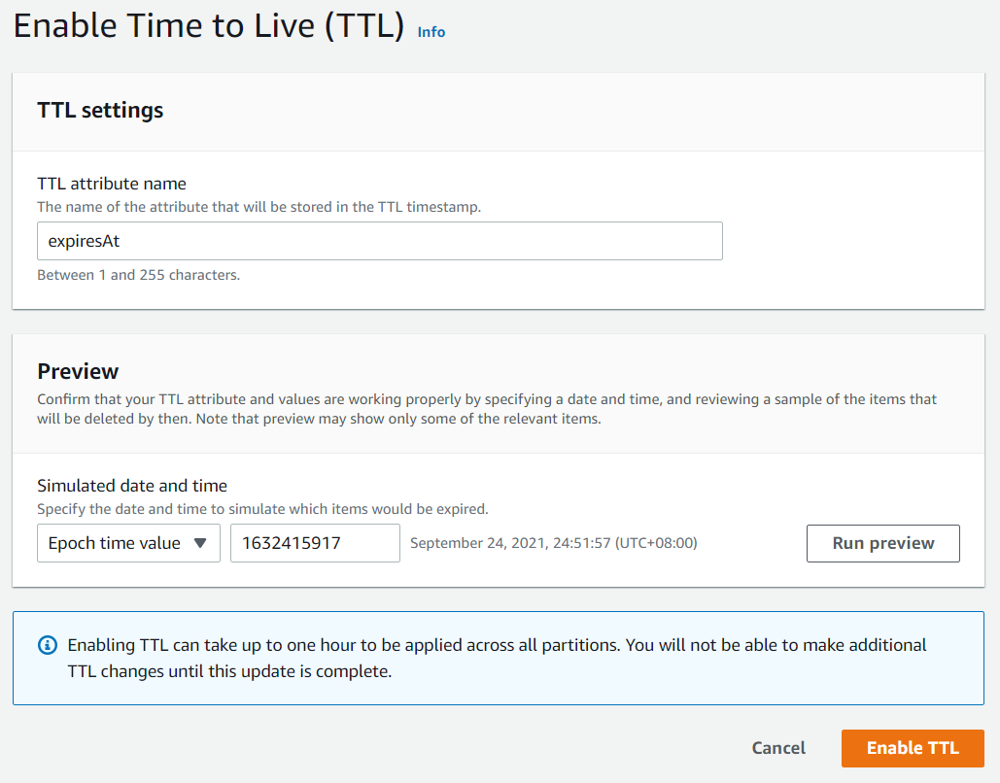 Enable Time to Live (TTL) Info
TTL settings
TTL attribute name
The name of the attribute that will be stored in the TTL timestamp.
expiresAt
Between 1 and 255 characters.
Preview
Confirm that your TTL attribute and values are working properly by specifying a date and time, and reviewing a sample of the items that
will be deleted by then. Note that preview may show only some of the relevant items.
Simulated date and time
Specify the date and time to simulate which items would be expired.
Epoch time value 1632415917 September 24, 2021, 24:51:57 (UTC+08:00) Run preview
Enabling TTL can take up to one hour to be applied across all partitions. You will not be able to make additional
TTL changes until this update is complete.
Cancel Enable TTL